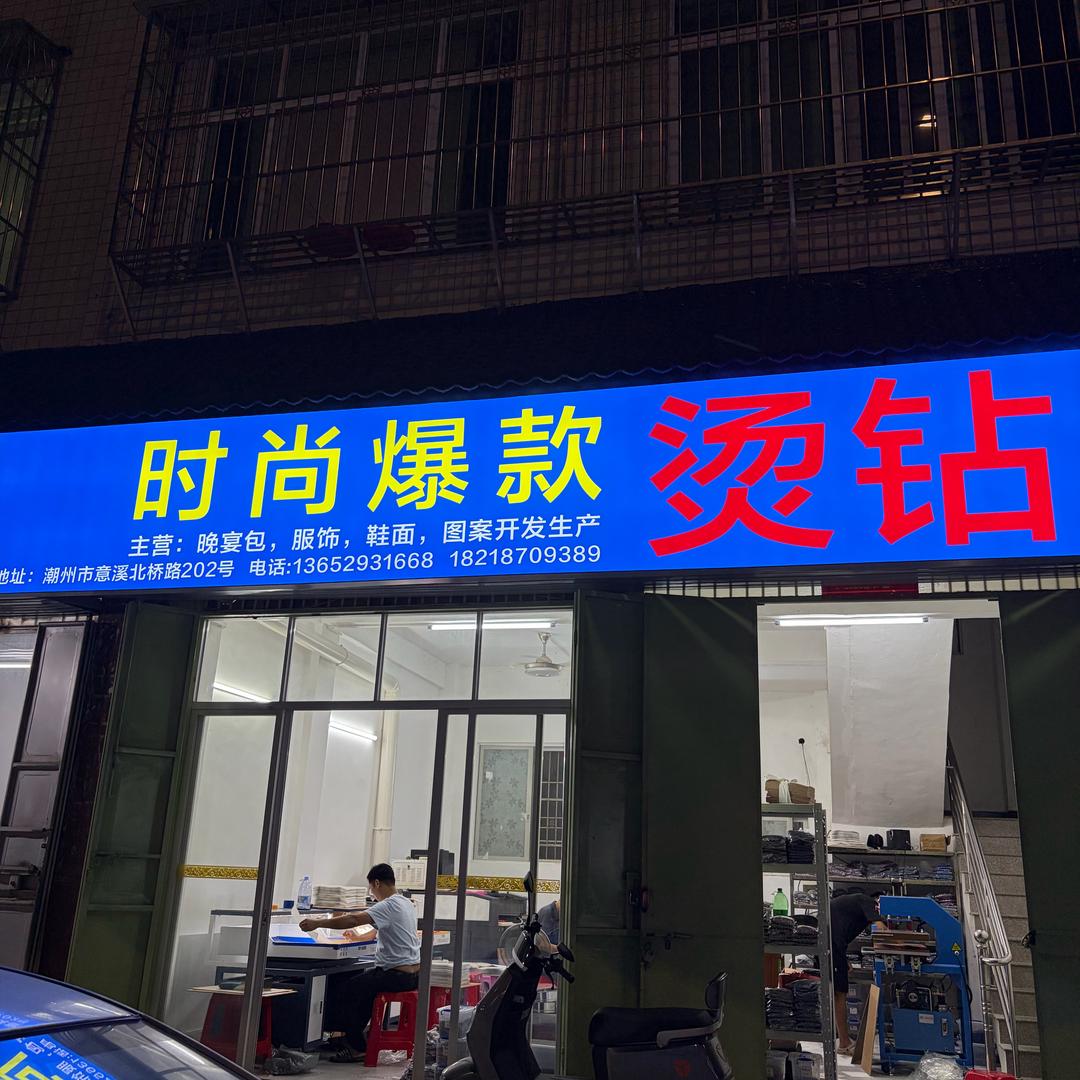 时尚爆款 烫钻
主营：晚宴包，服饰，鞋面，图案开发生产
地址：潮州市意溪北桥路202号 电话:13652931668 18218709389